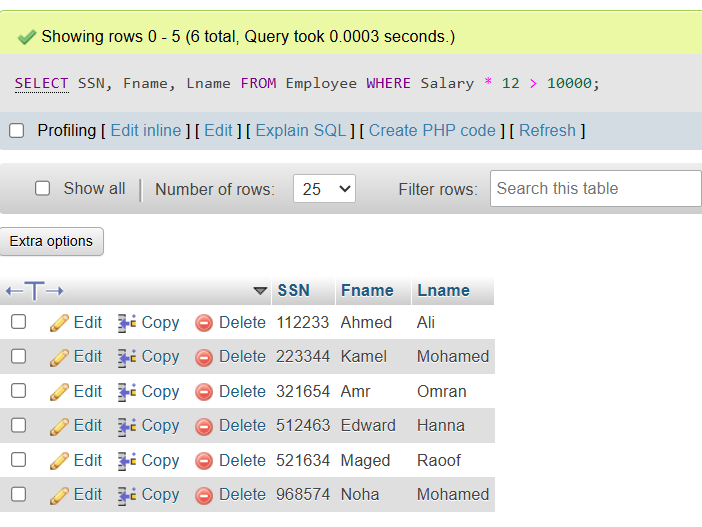 Showing rows 0 - 5 (6 total, Query took 0.0003 seconds.)
SELECT SSN, Fname, Lname FROM Employee WHERE Salary * 12 > 10000;
Profiling [ Edit inline ] [ Edit ] [ Explain SQL ] [ Create PHP code ] [ Refresh ]
Show all Number of rows: 25 Filter rows: Search this table
Extra options
←T→ SSN Fname Lname
Edit Copy Delete 112233 Ahmed Ali
Edit Copy Delete 223344 Kamel Mohamed
Edit Copy Delete 321654 Amr Omran
Edit Copy Delete 512463 Edward Hanna
Edit Copy Delete 521634 Maged Raoof
Edit Copy Delete 968574 Noha Mohamed